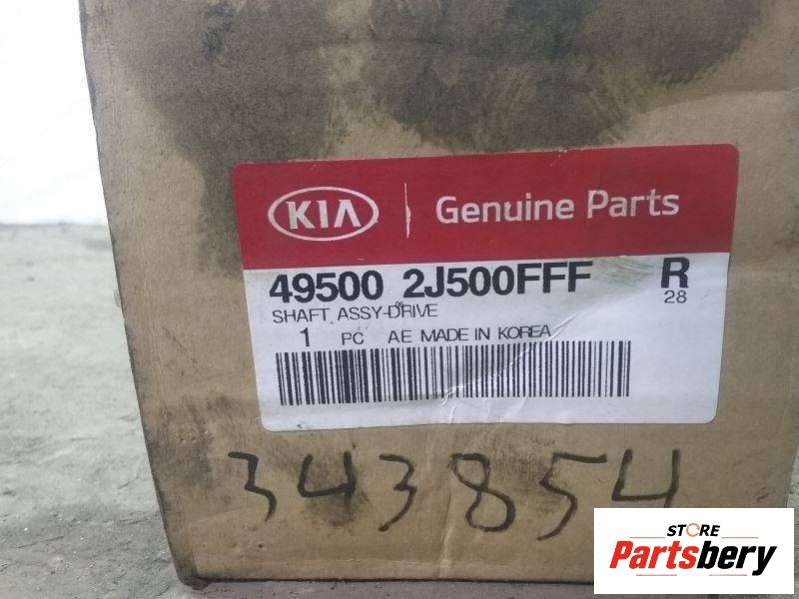 KIA Genuine Parts
49500 2J500FFF R
28
SHAFT ASSY-DRIVE
1 PC AE MADE IN KOREA
343854
STORE
Partsbery